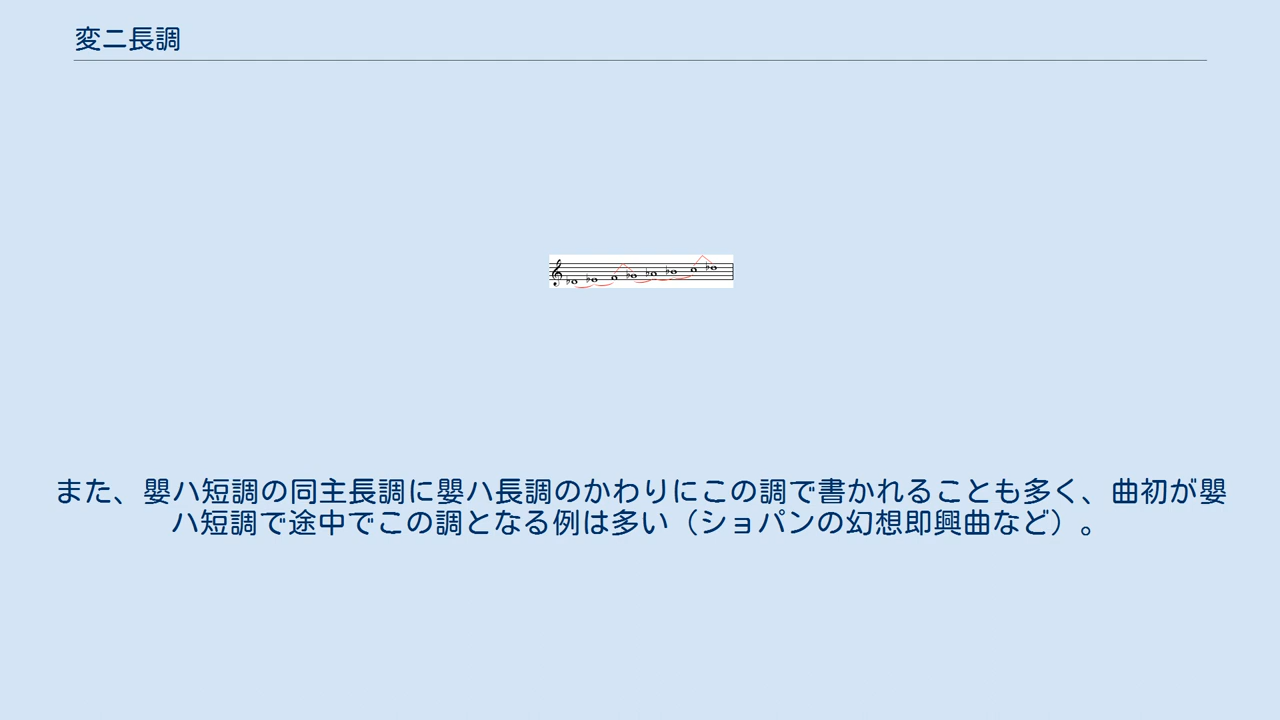 変ニ長調
また、嬰ハ短調の同主長調に嬰ハ長調のかわりにこの調で書かれることも多く、曲初が嬰
ハ短調で途中でこの調となる例は多い（ショパンの幻想即興曲など）。